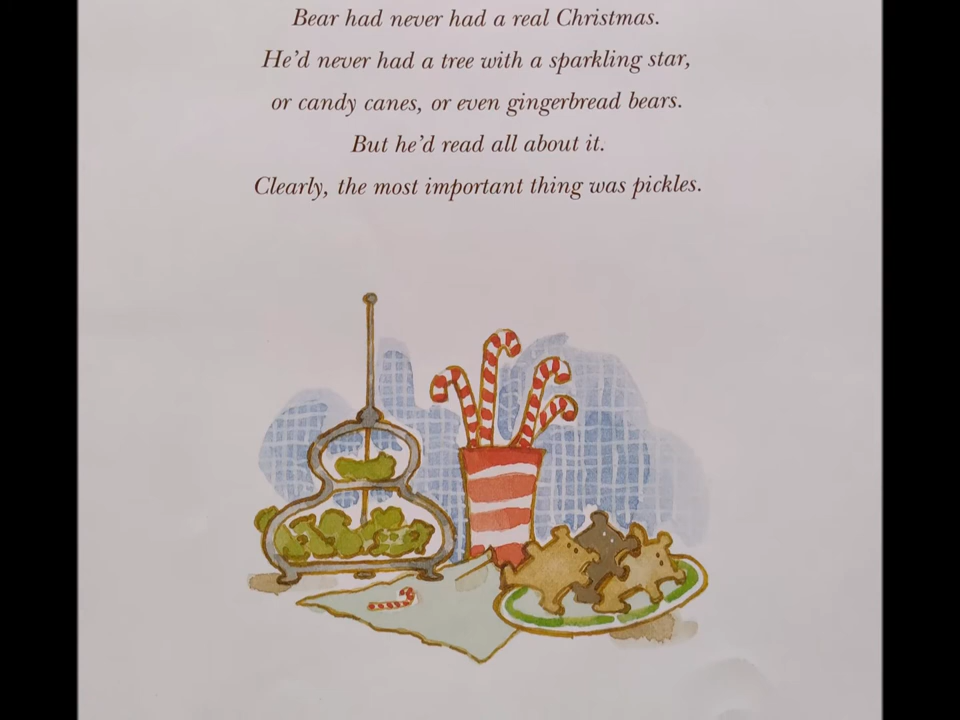 Bear had never had a real Christmas.
He'd never had a tree with a sparkling star,
or candy canes, or even gingerbread bears.
But he'd read all about it.
Clearly, the most important thing was pickles.